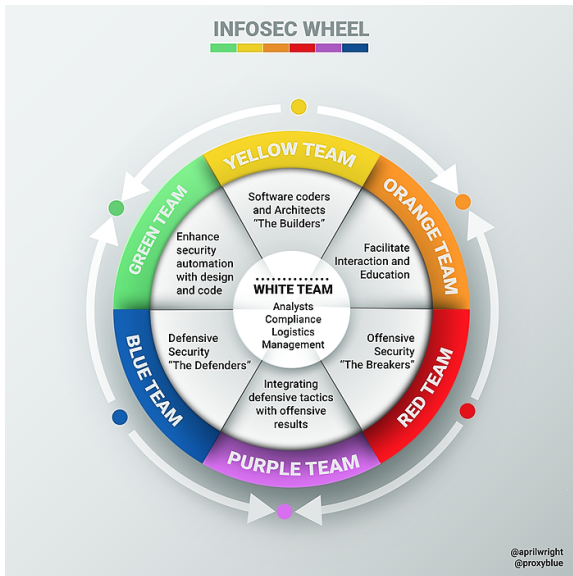 INFOSEC WHEEL
YELLOW TEAM
Software coders
and Architects
"The Builders"
ORANGE TEAM
Facilitate
Interaction and
Education
RED TEAM
Offensive
Security
"The Breakers"
PURPLE TEAM
Integrating
defensive tactics
with offensive
results
BLUE TEAM
Defensive
Security
"The Defenders"
GREEN TEAM
Enhance
security
automation
with design
and code
WHITE TEAM
Analysts
Compliance
Logistics
Management
@aprilwright
@proxyblue